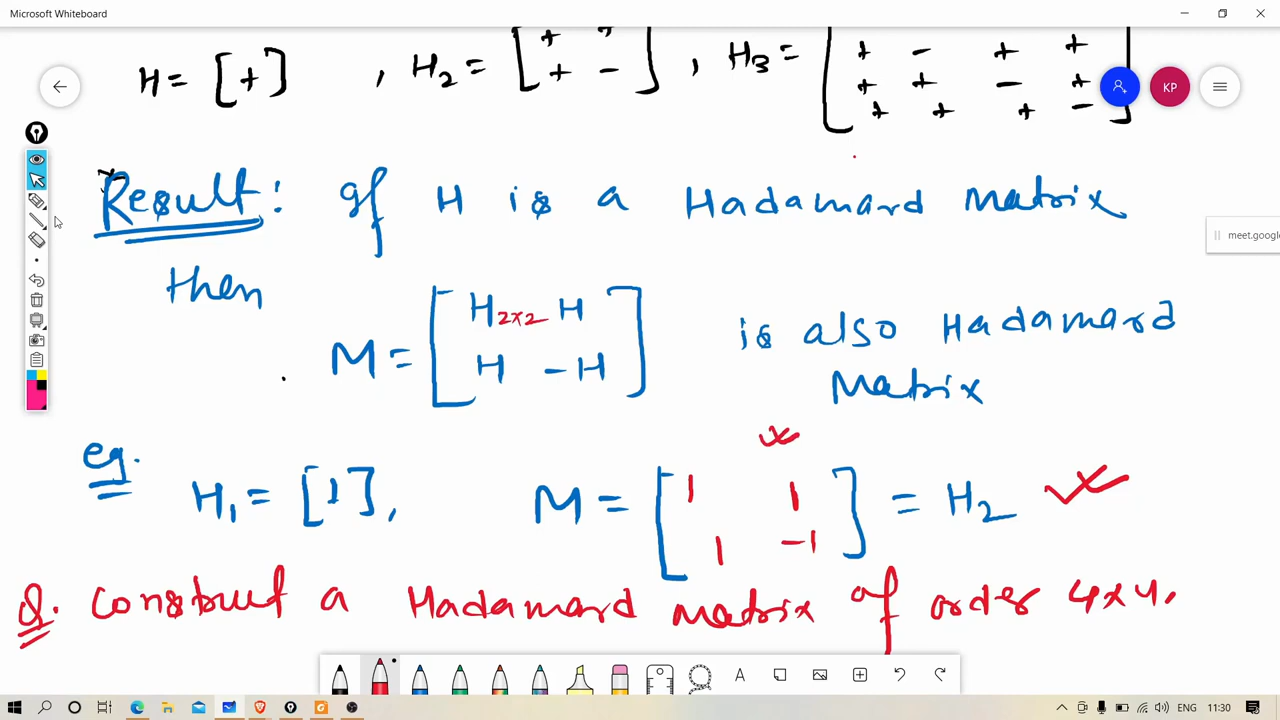 Microsoft Whiteboard
H = [+] , H2 = [+ -] , H3 = [+ - + +
+ + - +
+ + + -]
KP
Result: If H is a Hadamard Matrix
meet.google
then
M = [H2x2 H
H -H] is also Hadamard
Matrix
eg.
H1 = [1], M = [1 1
1 -1] = H2
Q. Construct a Hadamard matrix of order 4x4.
A
ENG 11:30